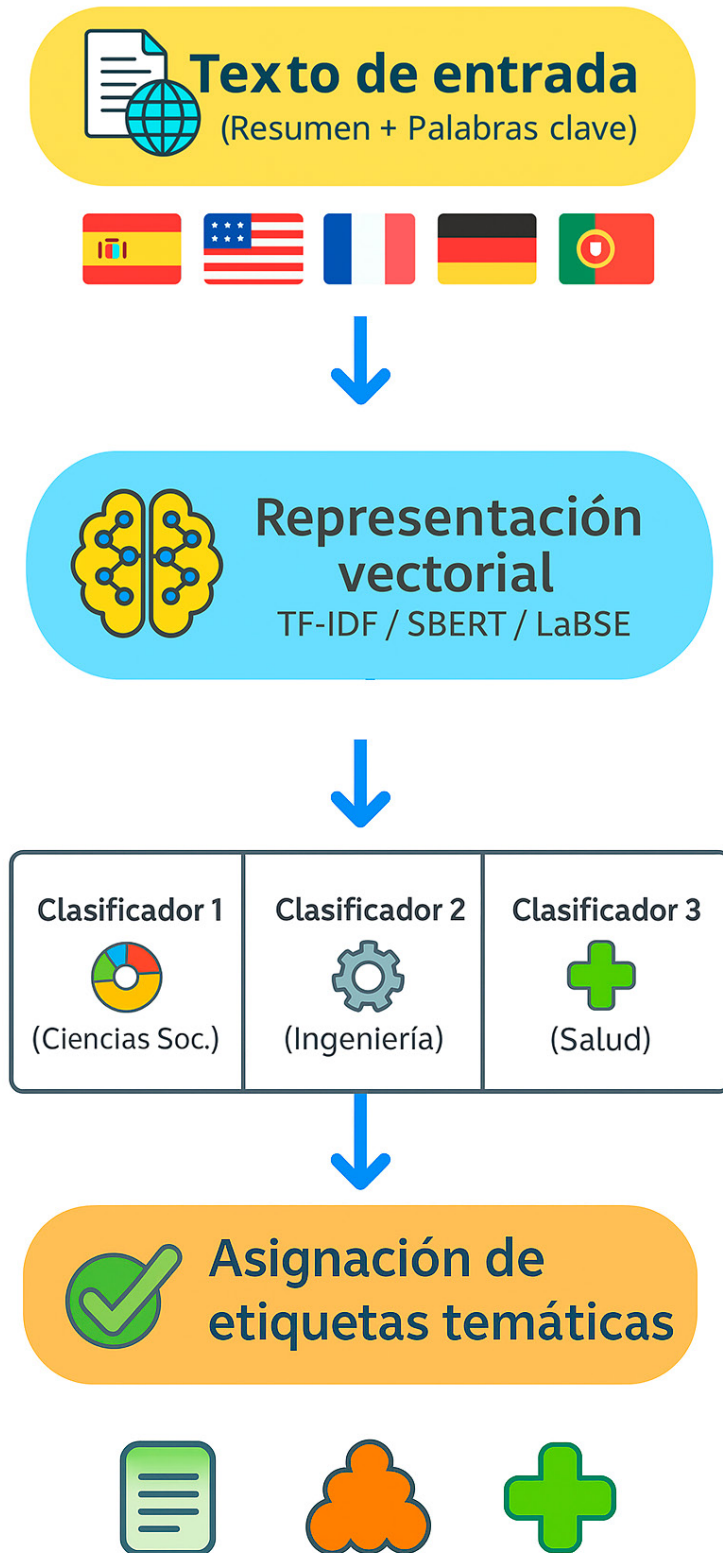 Texto de entrada
(Resumen + Palabras clave)
Representación
vectorial
TF-IDF / SBERT / LaBSE
Clasificador 1
(Ciencias Soc.)
Clasificador 2
(Ingeniería)
Clasificador 3
(Salud)
Asignación de
etiquetas temáticas